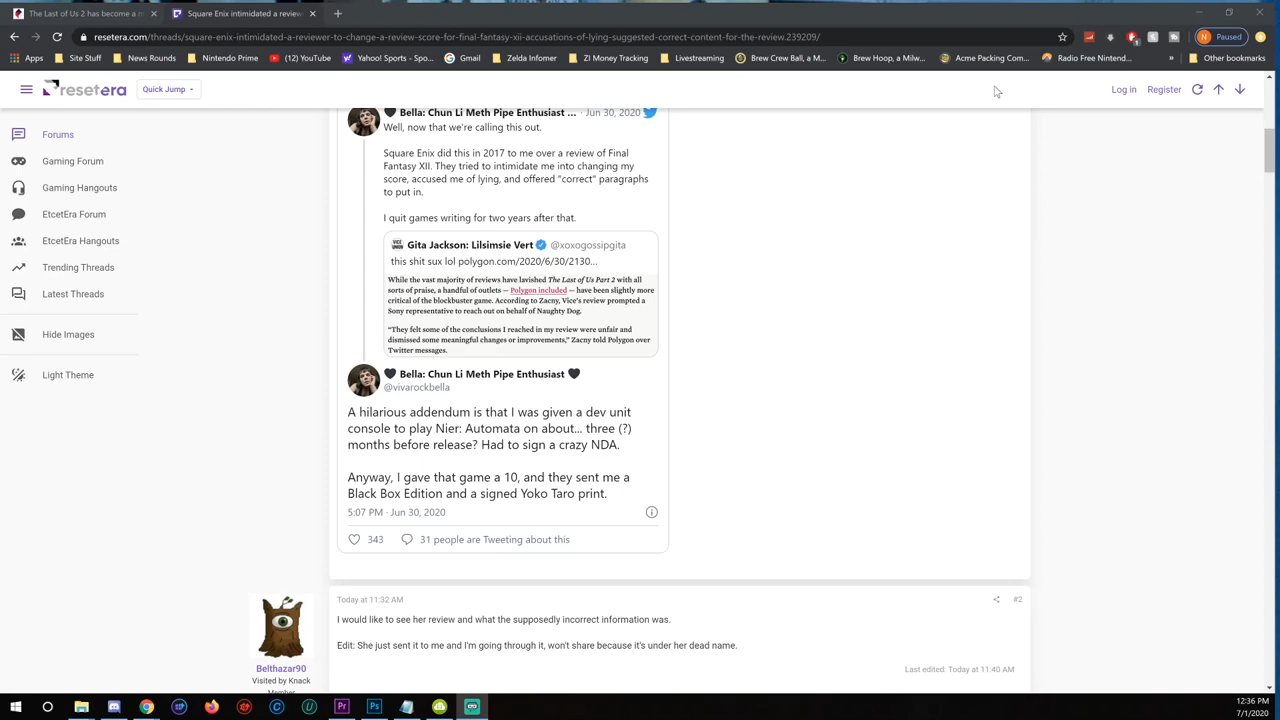 The Last of Us 2 has become a m
Square Enix intimidated a review
resetera.com/threads/square-enix-intimidated-a-reviewer-to-change-a-review-score-for-final-fantasy-xii-accusations-of-lying-suggested-correct-content-for-the-review.239209/
Paused
Apps
Site Stuff
News Rounds
Nintendo Prime
(12) YouTube
Yahoo! Sports - Spo...
Gmail
Zelda Infomer
ZI Money Tracking
Livestreaming
Brew Crew Ball, a M...
Brew Hoop, a Milw...
Acme Packing Com...
Radio Free Nintend...
»
Other bookmarks
resetera
Quick Jump
Log in
Register
Forums
Gaming Forum
Gaming Hangouts
EtcetEra Forum
EtcetEra Hangouts
Trending Threads
Latest Threads
Hide Images
Light Theme
🖤 Bella: Chun Li Meth Pipe Enthusiast ... · Jun 30, 2020
Well, now that we're calling this out.
Square Enix did this in 2017 to me over a review of Final
Fantasy XII. They tried to intimidate me into changing my
score, accused me of lying, and offered "correct" paragraphs
to put in.
I quit games writing for two years after that.
VICE
UNION
Gita Jackson: Lilsimsie Vert @xoxogossipgita
this shit sux lol polygon.com/2020/6/30/2130...
While the vast majority of reviews have lavished The Last of Us Part 2 with all
sorts of praise, a handful of outlets — Polygon included — have been slightly more
critical of the blockbuster game. According to Zacny, Vice's review prompted a
Sony representative to reach out on behalf of Naughty Dog.
"They felt some of the conclusions I reached in my review were unfair and
dismissed some meaningful changes or improvements," Zacny told Polygon over
Twitter messages.
🖤 Bella: Chun Li Meth Pipe Enthusiast 🖤
@vivarockbella
A hilarious addendum is that I was given a dev unit
console to play Nier: Automata on about... three (?)
months before release? Had to sign a crazy NDA.
Anyway, I gave that game a 10, and they sent me a
Black Box Edition and a signed Yoko Taro print.
5:07 PM · Jun 30, 2020
343
31 people are Tweeting about this
Today at 11:32 AM
#2
I would like to see her review and what the supposedly incorrect information was.
Edit: She just sent it to me and I'm going through it, won't share because it's under her dead name.
Last edited: Today at 11:40 AM
Belthazar90
Visited by Knack
Member
12:36 PM
7/1/2020